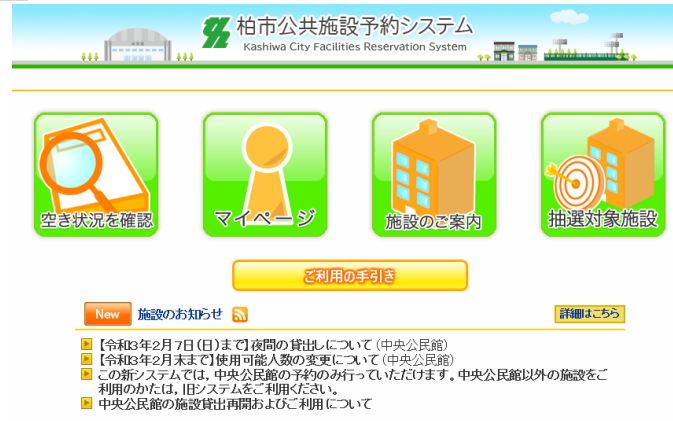 柏市公共施設予約システム
Kashiwa City Facilities Reservation System
空き状況を確認
マイページ
施設のご案内
抽選対象施設
ご利用の手引き
New 施設のお知らせ 詳細はこちら
【令和3年2月7日(日)まで】夜間の貸出しについて(中央公民館)
【令和3年2月末まで】使用可能人数の変更について(中央公民館)
この新システムでは，中央公民館の予約のみ行っていただけます。中央公民館以外の施設をご
利用のかたは，旧システムをご利用ください。
中央公民館の施設貸出再開およびご利用について